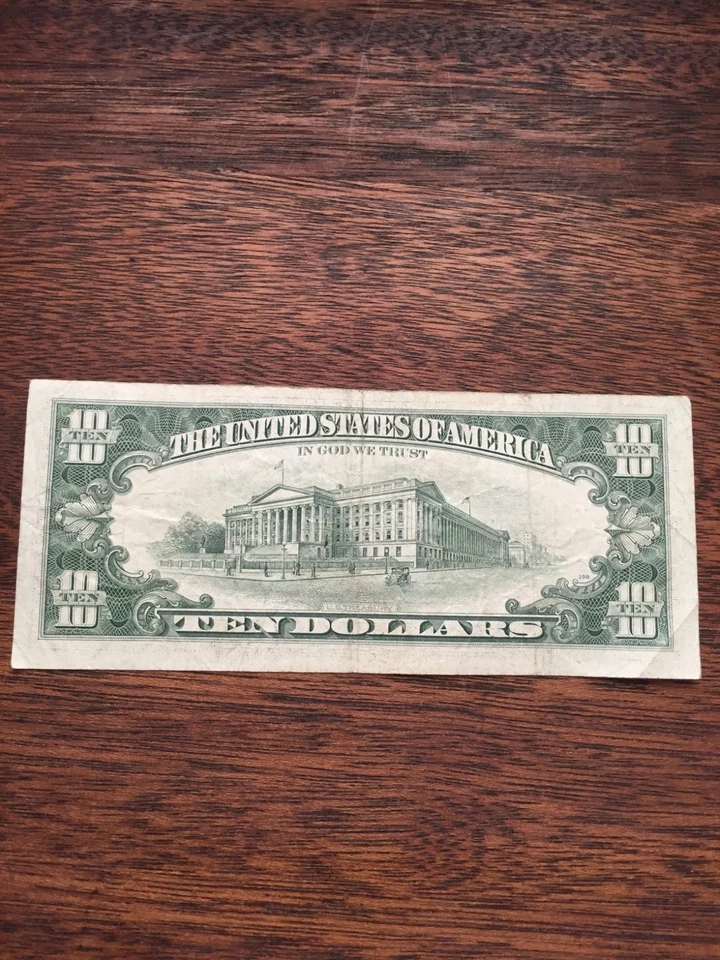 10 TEN
THE UNITED STATES OF AMERICA
10 TEN
IN GOD WE TRUST
U.S. TREASURY
10 TEN
TEN DOLLARS
10 TEN